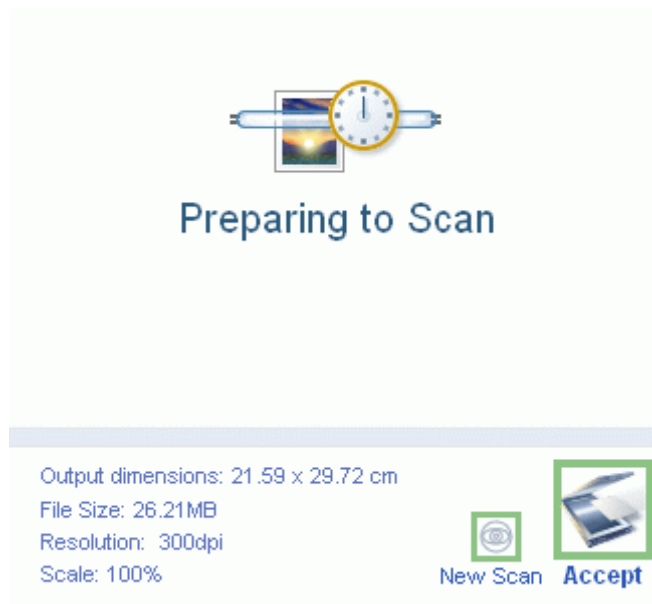 Preparing to Scan
Output dimensions: 21.59 x 29.72 cm
File Size: 26.21MB
Resolution: 300dpi
Scale: 100%
New Scan
Accept